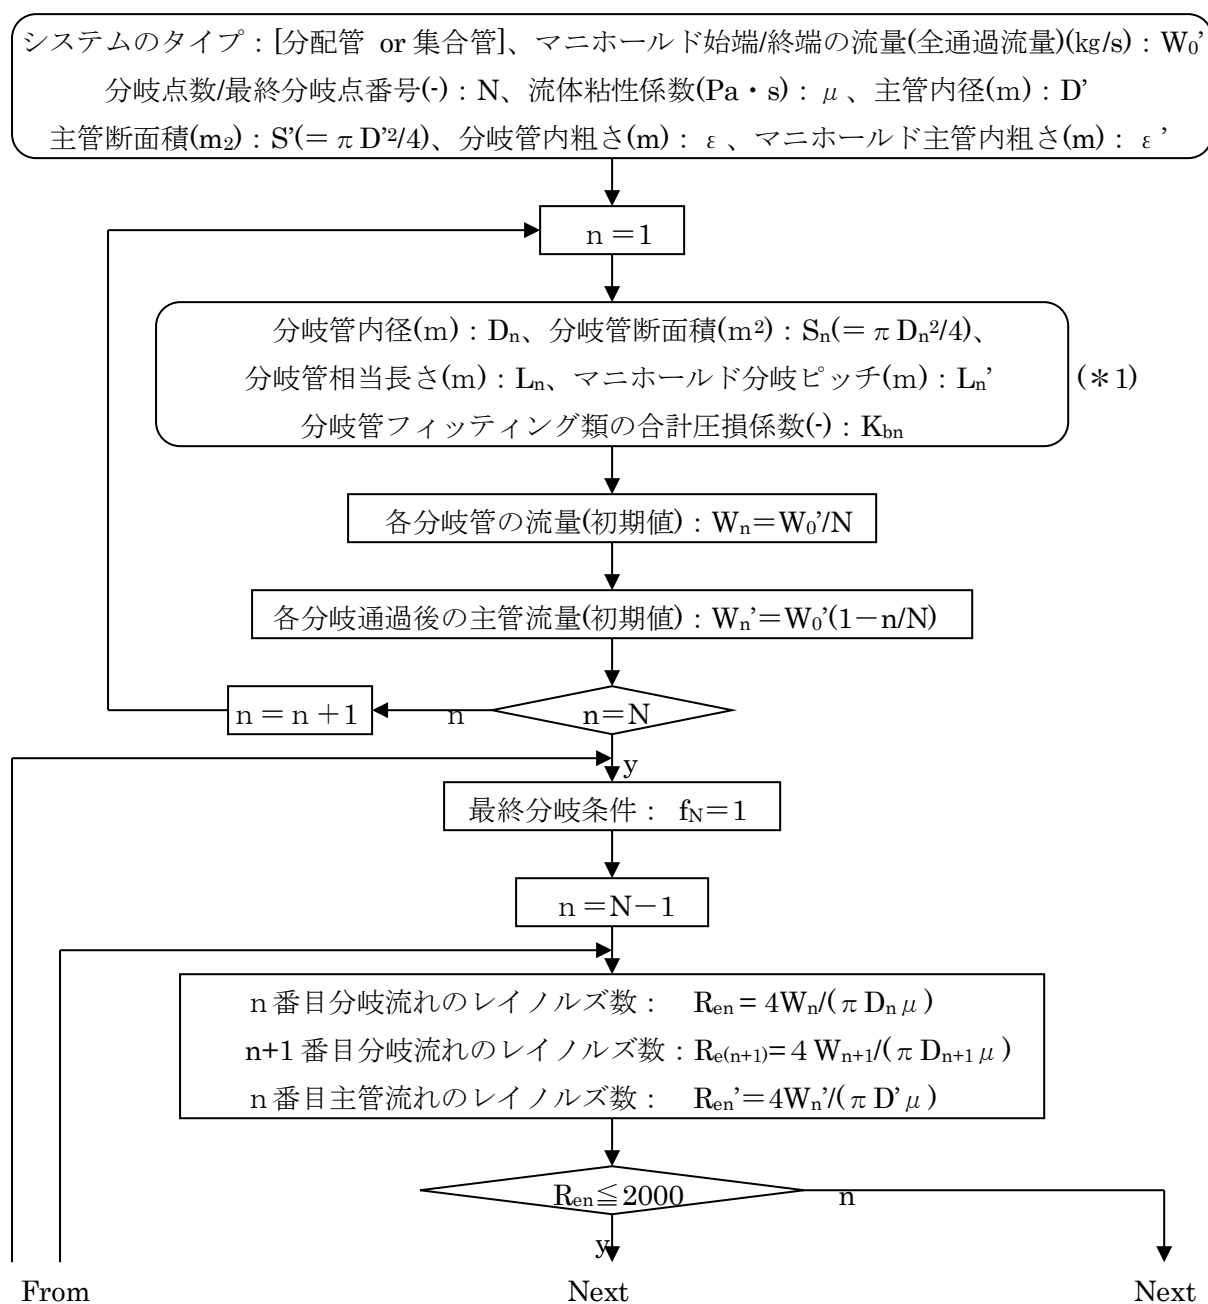 システムのタイプ：[分配管 or 集合管]、マニホールド始端/終端の流量(全通過流量)(kg/s)：W₀’
分岐点数/最終分岐点番号(-)：N、流体粘性係数(Pa・s)：μ、主管内径(m)：D’
主管断面積(m₂)：S’(=πD’²/4)、分岐管内粗さ(m)：ε、マニホールド主管内粗さ(m)：ε’
n＝1
分岐管内径(m)：Dₙ、分岐管断面積(m²)：Sₙ(=πDₙ²/4)、
分岐管相当長さ(m)：Lₙ、マニホールド分岐ピッチ(m)：Lₙ’
(＊1)
分岐管フィッティング類の合計圧損係数(-)：K_bn
各分岐管の流量(初期値)：Wₙ＝W₀’/N
各分岐通過後の主管流量(初期値)：Wₙ’＝W₀’(1－n/N)
n＝n＋1
n
n＝N
y
最終分岐条件： f_N＝1
n＝N－1
n番目分岐流れのレイノルズ数： R_en = 4Wₙ/(πDₙμ)
n+1番目分岐流れのレイノルズ数：R_e(n+1)=４W_n+1/(πD_n+1μ)
n番目主管流れのレイノルズ数： R_en’＝4Wₙ’/(πD’μ)
R_en≦2000
n
y
From
Next
Next